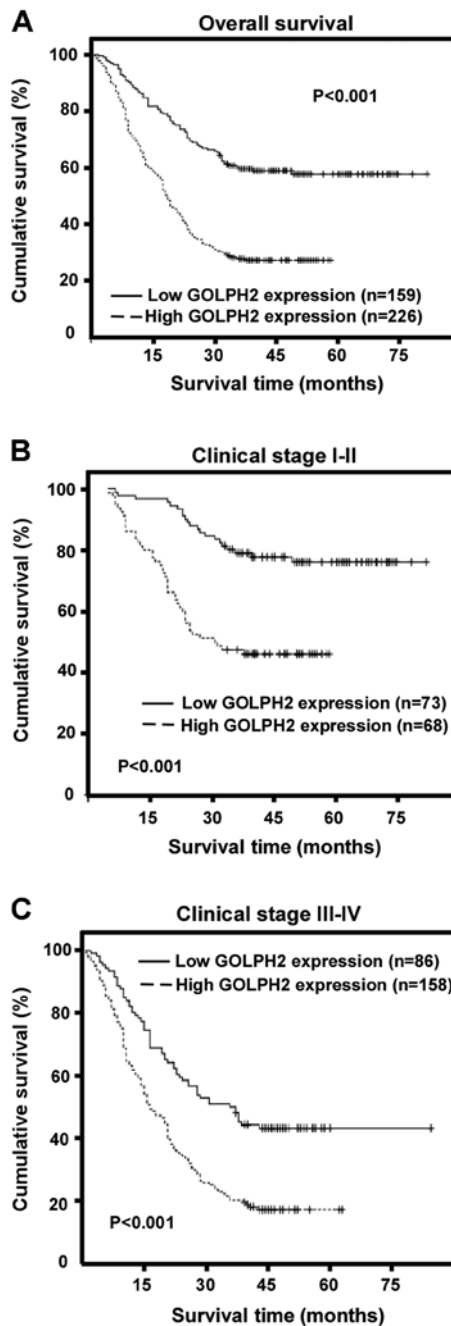 A
Overall survival
Cumulative survival (%)
100
80
60
40
20
0
P<0.001
Low GOLPH2 expression (n=159)
High GOLPH2 expression (n=226)
15 30 45 60 75
Survival time (months)
B
Clinical stage I-II
Cumulative survival (%)
100
80
60
40
20
0
Low GOLPH2 expression (n=73)
High GOLPH2 expression (n=68)
P<0.001
15 30 45 60 75
Survival time (months)
C
Clinical stage III-IV
Cumulative survival (%)
100
80
60
40
20
0
Low GOLPH2 expression (n=86)
High GOLPH2 expression (n=158)
P<0.001
15 30 45 60 75
Survival time (months)